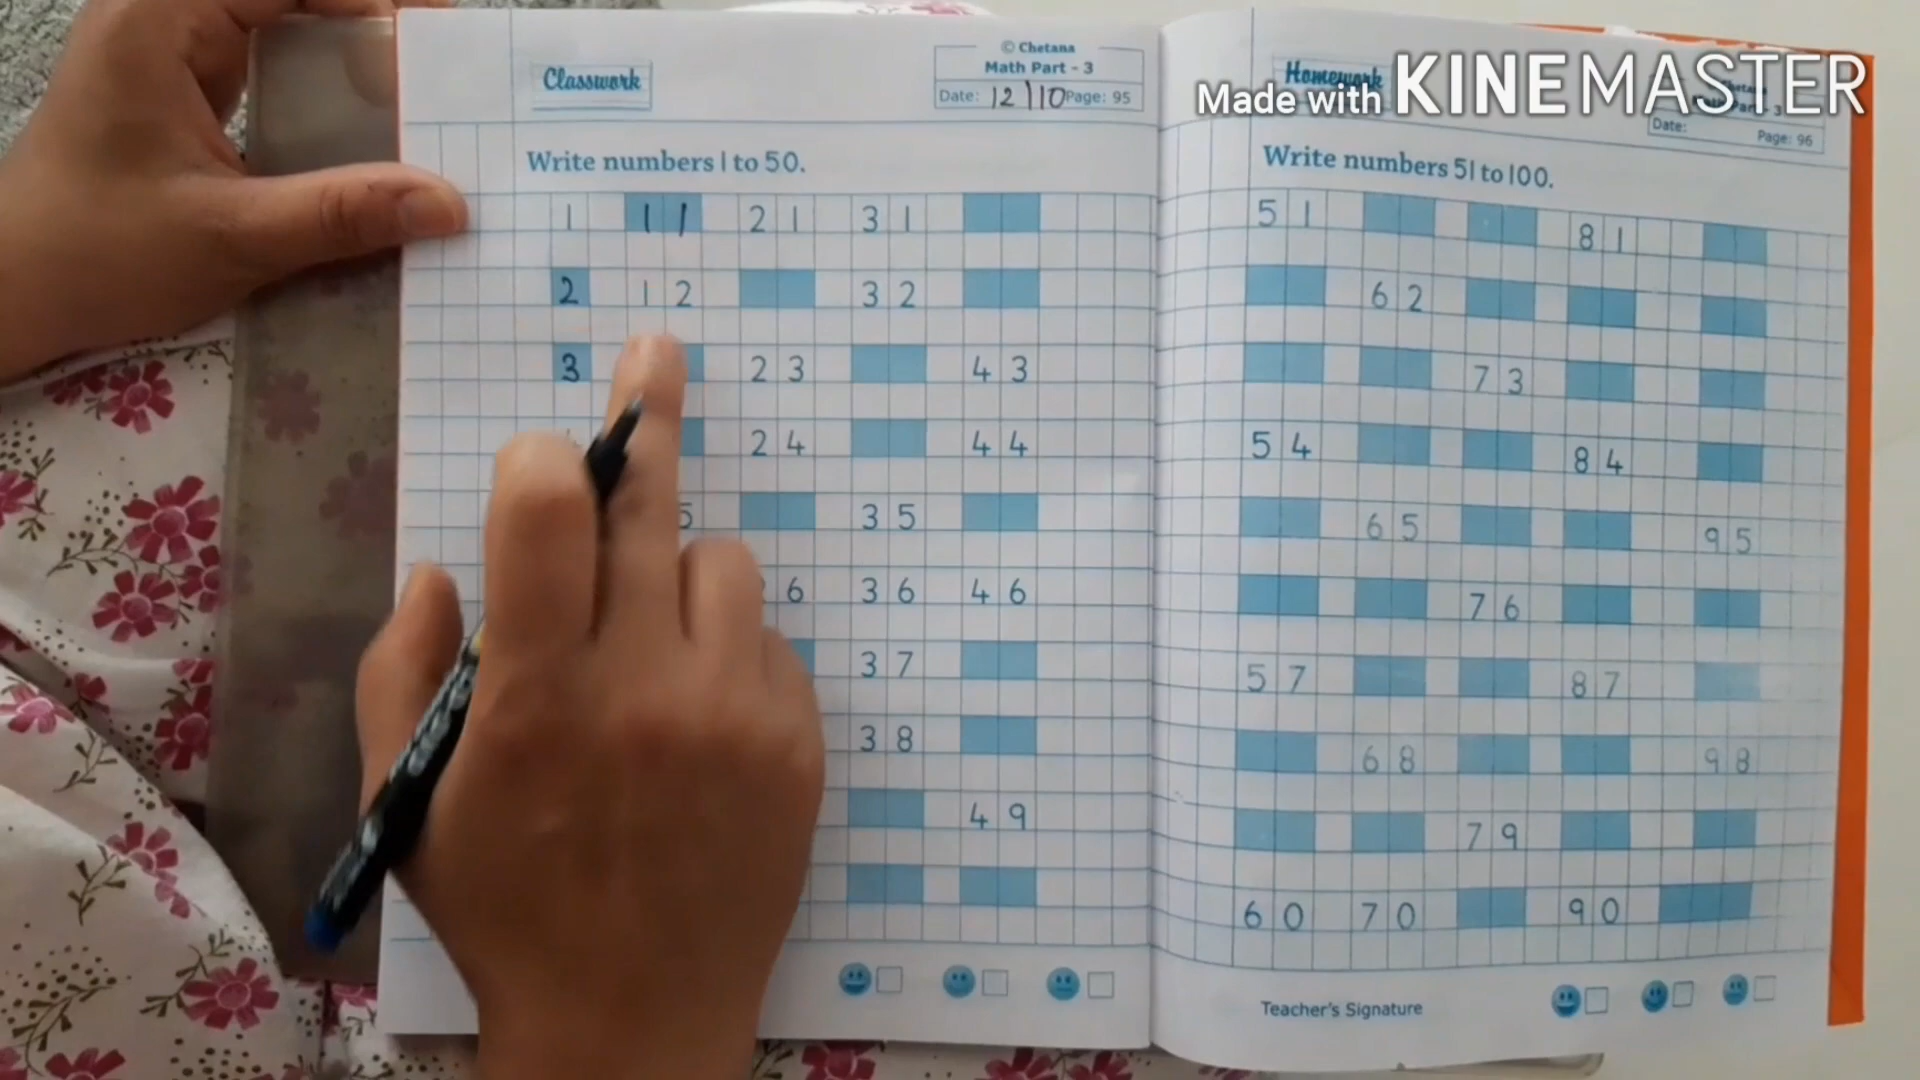 Classwork
© Chetana
Math Part - 3
Date: 12/10 Page: 95
Write numbers 1 to 50.
1 11 21 31
2 12 32
3 23 43
24 44
5 35
6 36 46
37
38
49
Homework
Made with KINEMASTER
Date: Page: 96
Write numbers 51 to 100.
51 81
62
73
54 84
65 95
76
57 87
68 98
79
60 70 90
Teacher's Signature